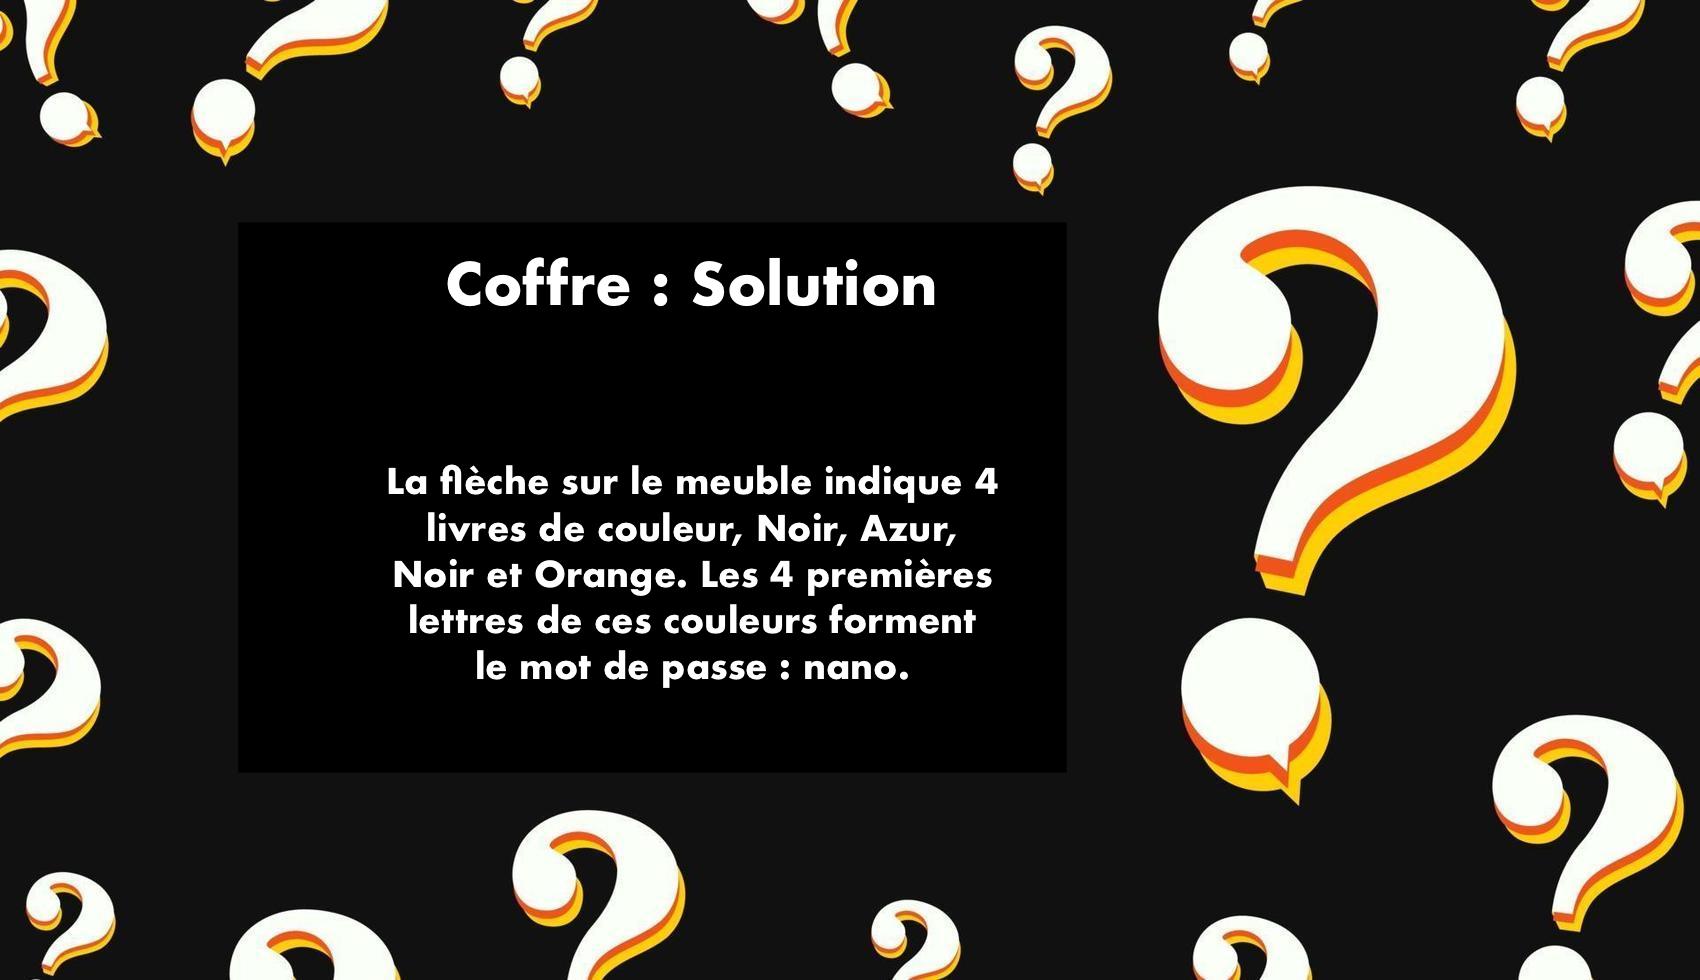 Coffre : Solution
La flèche sur le meuble indique 4
livres de couleur, Noir, Azur,
Noir et Orange. Les 4 premières
lettres de ces couleurs forment
le mot de passe : nano.